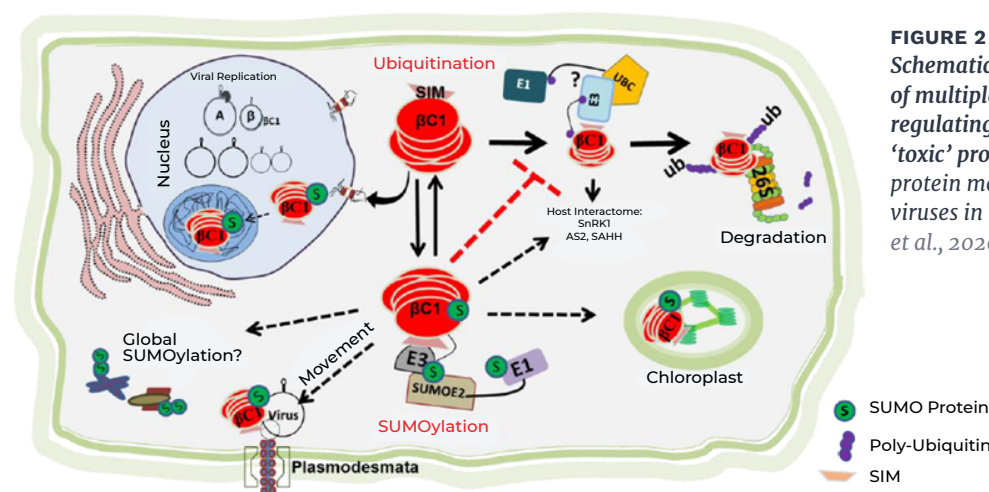 Viral Replication
A
β
βC1
Nucleus
βC1
S
βC1
S
Ubiquitination
SIM
βC1
E1
?
E3
UBC
βC1
ub
βC1
ub
26S
Degradation
Host Interactome:
SnRK1
AS2, SAHH
βC1
S
E3
S
SUMOE2
S
E1
SUMOylation
S
βC1
Chloroplast
Global
SUMOylation?
S
S
S
S
Movement
S
βC1
Virus
Plasmodesmata
S
SUMO Protein
Poly-Ubiquitin
SIM
FIGURE 2
Schematic
of multiple
regulating
‘toxic’ pro
protein mo
viruses in
et al., 202